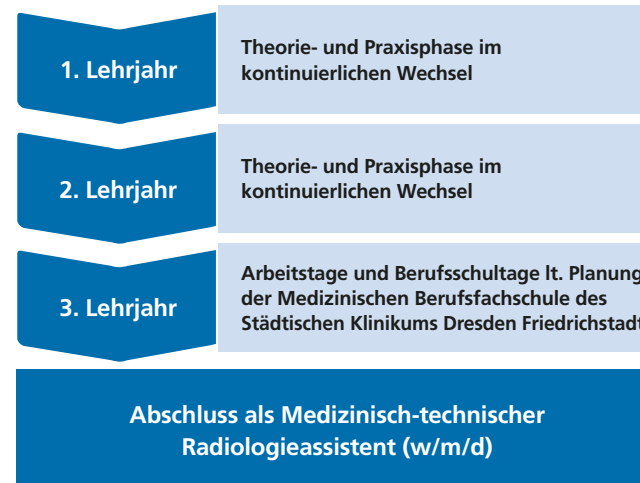 1. Lehrjahr
Theorie- und Praxisphase im
kontinuierlichen Wechsel
2. Lehrjahr
Theorie- und Praxisphase im
kontinuierlichen Wechsel
3. Lehrjahr
Arbeitstage und Berufsschultage lt. Planung
der Medizinischen Berufsfachschule des
Städtischen Klinikums Dresden Friedrichstadt
Abschluss als Medizinisch-technischer
Radiologieassistent (w/m/d)